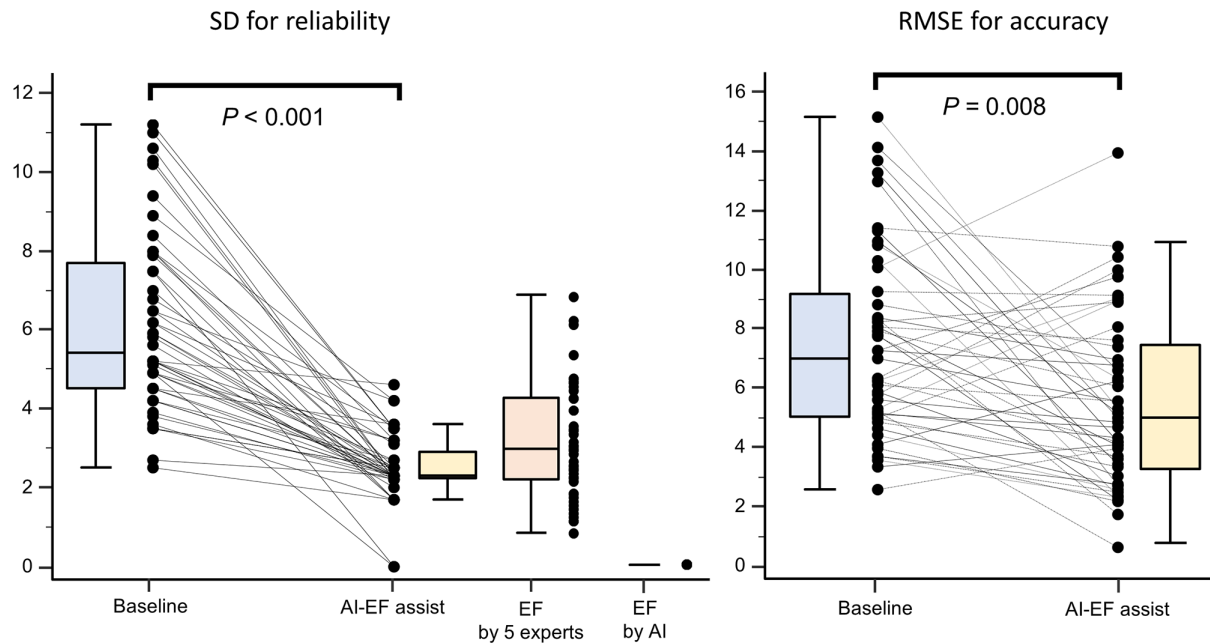 SD for reliability
12
10
8
6
4
2
0
P < 0.001
Baseline
AI-EF assist
EF
by 5 experts
EF
by AI
RMSE for accuracy
16
14
12
10
8
6
4
2
0
P = 0.008
Baseline
AI-EF assist